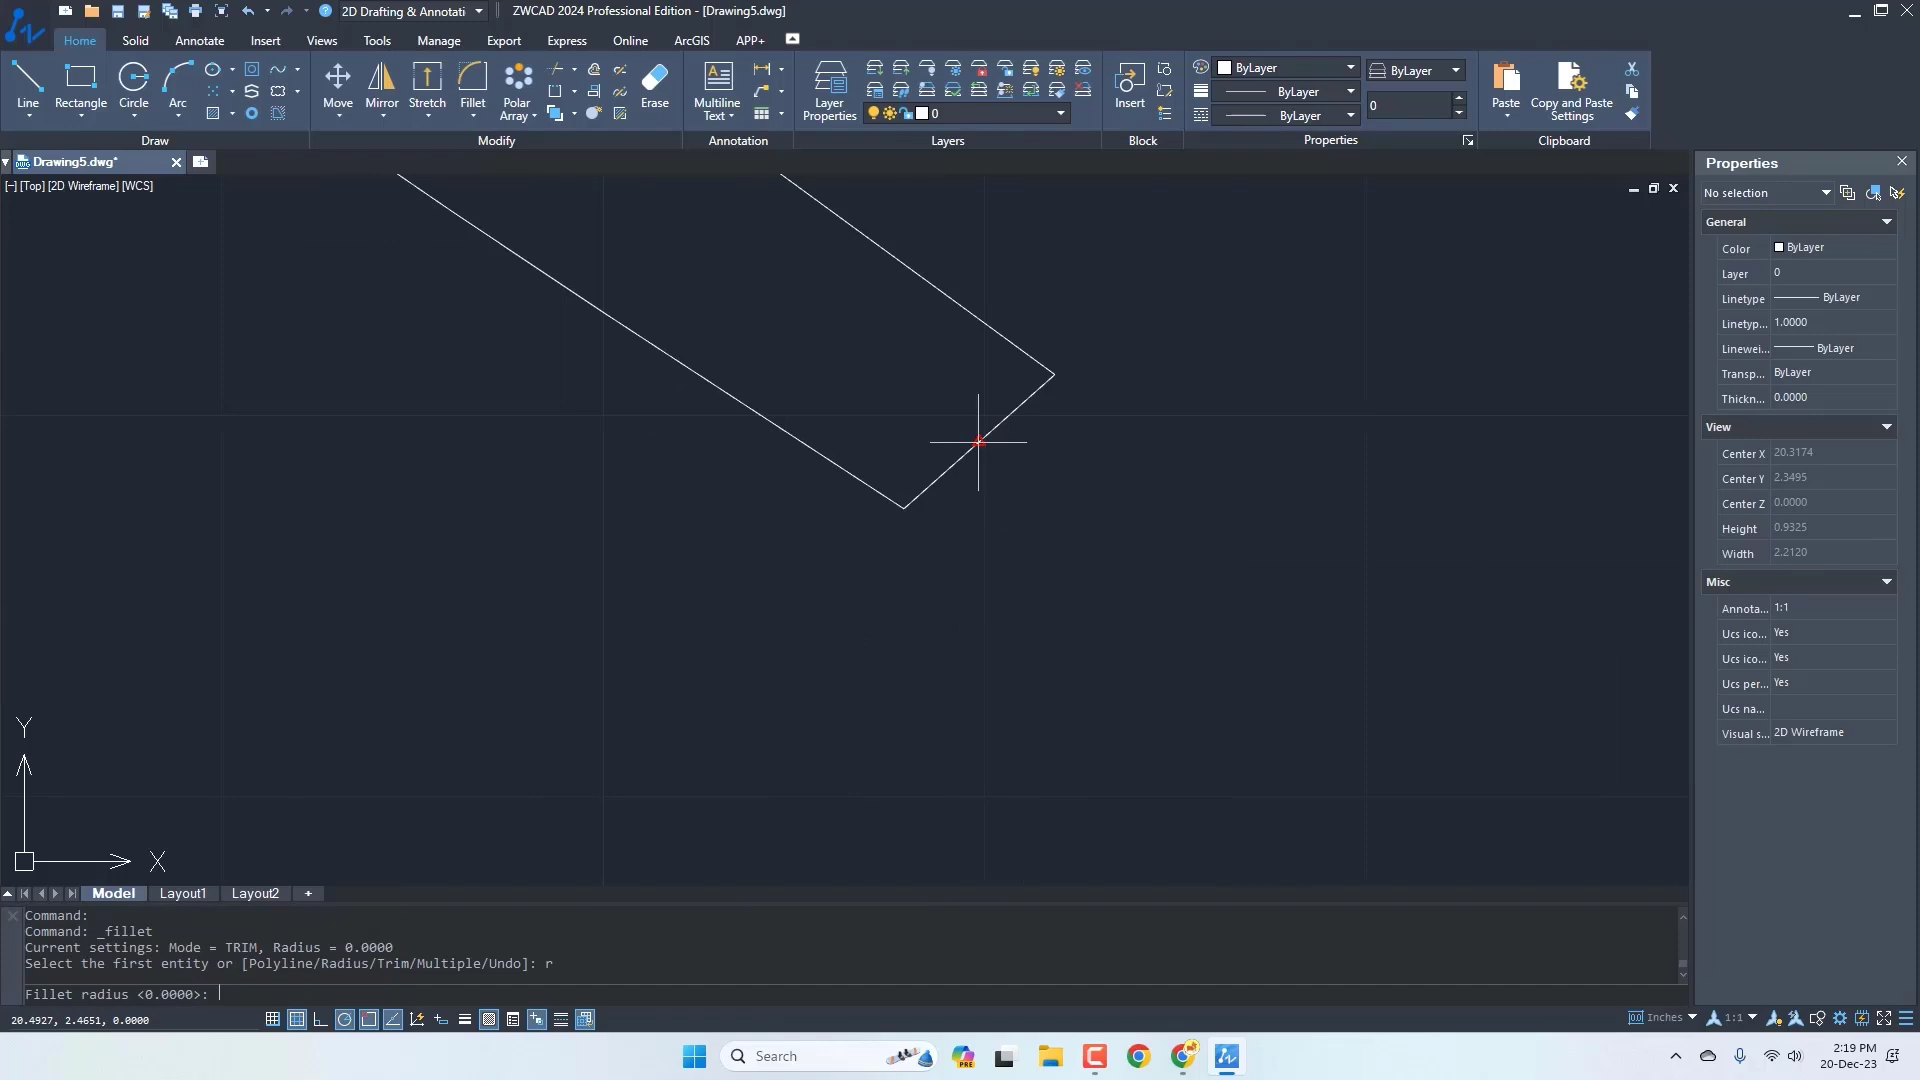 2D Drafting & Annotati
ZWCAD 2024 Professional Edition - [Drawing5.dwg]
Home Solid Annotate Insert Views Tools Manage Export Express Online ArcGIS APP+
Line Rectangle Circle Arc
Move Mirror Stretch Fillet Polar Array Erase
Multiline Text
Layer Properties
0
Insert
ByLayer ByLayer
ByLayer 0
ByLayer
Paste Copy and Paste Settings
Draw Modify Annotation Layers Block Properties Clipboard
Drawing5.dwg*
[−] [Top] [2D Wireframe] [WCS]
Properties
No selection
General
Color ByLayer
Layer 0
Linetype ByLayer
Linetyp... 1.0000
Linewei... ByLayer
Transp... ByLayer
Thickn... 0.0000
View
Center X 20.3174
Center Y 2.3495
Center Z 0.0000
Height 0.9325
Width 2.2120
Misc
Annota... 1:1
Ucs ico... Yes
Ucs ico... Yes
Ucs per... Yes
Ucs na...
Visual s... 2D Wireframe
Y
X
Model Layout1 Layout2 +
Command:
Command: _fillet
Current settings: Mode = TRIM, Radius = 0.0000
Select the first entity or [Polyline/Radius/Trim/Multiple/Undo]: r
Fillet radius <0.0000>:
20.4927, 2.4651, 0.0000
Inches 1:1
Search
PRE
2:19 PM
20-Dec-23